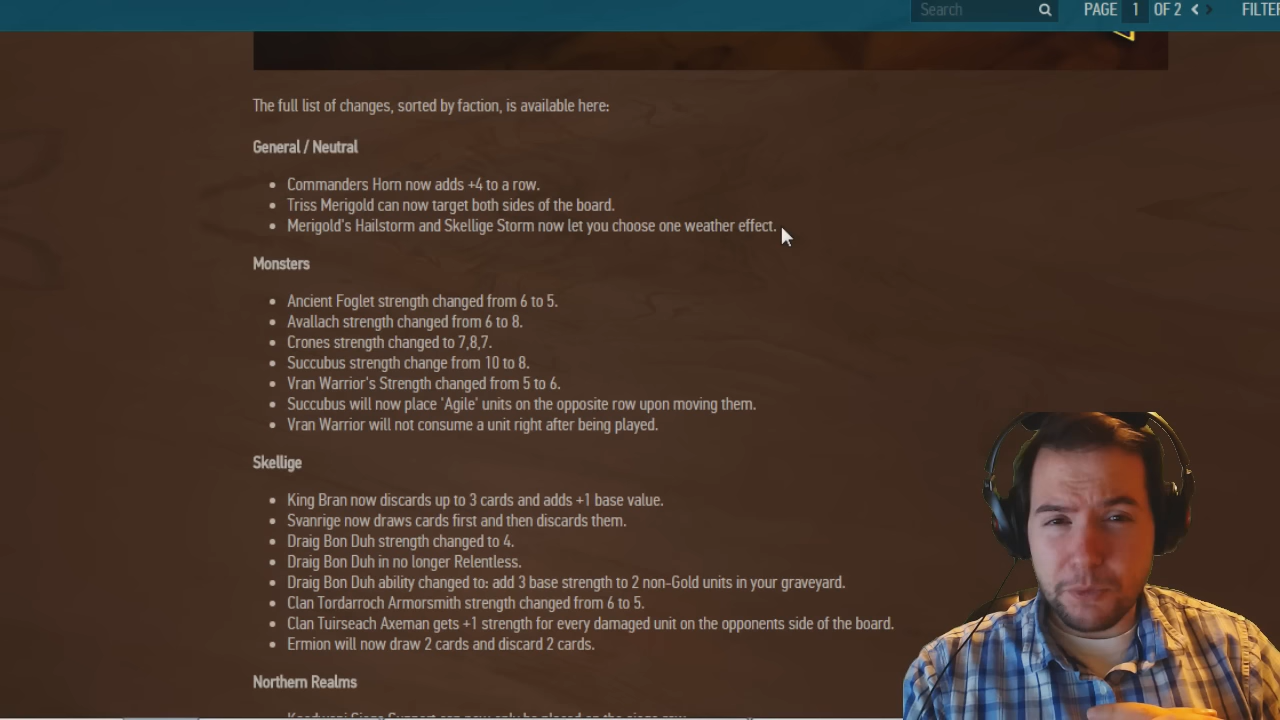 Search PAGE 1 OF 2 < > FILTER
The full list of changes, sorted by faction, is available here:
General / Neutral
Commanders Horn now adds +4 to a row.
Triss Merigold can now target both sides of the board.
Merigold's Hailstorm and Skellige Storm now let you choose one weather effect.
Monsters
Ancient Foglet strength changed from 6 to 5.
Avallach strength changed from 6 to 8.
Crones strength changed to 7,8,7.
Succubus strength change from 10 to 8.
Vran Warrior's Strength changed from 5 to 6.
Succubus will now place 'Agile' units on the opposite row upon moving them.
Vran Warrior will not consume a unit right after being played.
Skellige
King Bran now discards up to 3 cards and adds +1 base value.
Svanrige now draws cards first and then discards them.
Draig Bon Duh strength changed to 4.
Draig Bon Duh in no longer Relentless.
Draig Bon Duh ability changed to: add 3 base strength to 2 non-Gold units in your graveyard.
Clan Tordarroch Armorsmith strength changed from 6 to 5.
Clan Tuirseach Axeman gets +1 strength for every damaged unit on the opponents side of the board.
Ermion will now draw 2 cards and discard 2 cards.
Northern Realms